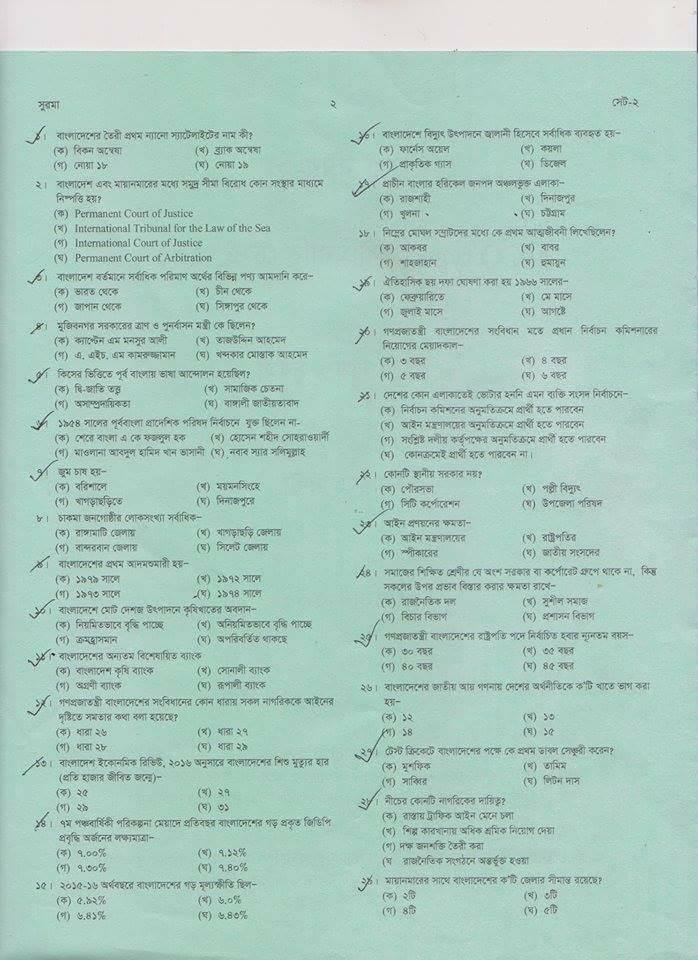 সুরমা
২
সেট-২
১। বাংলাদেশের তৈরী প্রথম ন্যানো স্যাটেলাইটের নাম কী?
(ক) বিকন অন্বেষা (খ) ব্র্যাক অন্বেষা
(গ) নোয়া ১৮ (ঘ) নোয়া ১৯
২। বাংলাদেশ এবং মায়ানমারের মধ্যে সমুদ্র সীমা বিরোধ কোন সংস্থার মাধ্যমে
নিষ্পত্তি হয়?
(ক) Permanent Court of Justice
(খ) International Tribunal for the Law of the Sea
(গ) International Court of Justice
(ঘ) Permanent Court of Arbitration
৩। বাংলাদেশ বর্তমানে সর্বাধিক পরিমাণ অর্থের বিভিন্ন পণ্য আমদানি করে–
(ক) ভারত থেকে (খ) চীন থেকে
(গ) জাপান থেকে (ঘ) সিঙ্গাপুর থেকে
৪। মুজিবনগর সরকারের ত্রাণ ও পুনর্বাসন মন্ত্রী কে ছিলেন?
(ক) ক্যাপ্টেন এম মনসুর আলী (খ) তাজউদ্দিন আহমেদ
(গ) এ. এইচ. এম কামরুজ্জামান (ঘ) খন্দকার মোস্তাক আহমেদ
৫। কিসের ভিত্তিতে পূর্ব বাংলায় ভাষা আন্দোলন হয়েছিল?
(ক) দ্বি-জাতি তত্ত্ব (খ) সামাজিক চেতনা
(গ) অসাম্প্রদায়িকতা (ঘ) বাঙ্গালী জাতীয়তাবাদ
৬। ১৯৫৪ সালের পূর্ববাংলা প্রাদেশিক পরিষদ নির্বাচনে যুক্ত ছিলেন না-
(ক) শেরে বাংলা এ কে ফজলুল হক (খ) হোসেন শহীদ সোহরাওয়ার্দী
(গ) মাওলানা আবদুল হামিদ খান ভাসানী (ঘ) নবাব স্যার সলিমুল্লাহ
৭। জুম চাষ হয়–
(ক) বরিশালে (খ) ময়মনসিংহে
(গ) খাগড়াছড়িতে (ঘ) দিনাজপুরে
৮। চাকমা জনগোষ্ঠীর লোকসংখ্যা সর্বাধিক–
(ক) রাঙ্গামাটি জেলায় (খ) খাগড়াছড়ি জেলায়
(গ) বান্দরবান জেলায় (ঘ) সিলেট জেলায়
৯। বাংলাদেশের প্রথম আদমশুমারী হয়–
(ক) ১৯৭৯ সালে (খ) ১৯৭২ সালে
(গ) ১৯৭৩ সালে (ঘ) ১৯৭৪ সালে
১০। বাংলাদেশে মোট দেশজ উৎপাদনে কৃষিখাতের অবদান–
(ক) নিয়মিতভাবে বৃদ্ধি পাচ্ছে (খ) অনিয়মিতভাবে বৃদ্ধি পাচ্ছে
(গ) ক্রমহ্রাসমান (ঘ) অপরিবর্তিত থাকছে
১১। বাংলাদেশের অন্যতম বিশেষায়িত ব্যাংক
(ক) বাংলাদেশ কৃষি ব্যাংক (খ) সোনালী ব্যাংক
(গ) অগ্রণী ব্যাংক (ঘ) রূপালী ব্যাংক
১২। গণপ্রজাতন্ত্রী বাংলাদেশের সংবিধানের কোন ধারায় সকল নাগরিককে আইনের
দৃষ্টিতে সমতার কথা বলা হয়েছে?
(ক) ধারা ২৬ (খ) ধারা ২৭
(গ) ধারা ২৮ (ঘ) ধারা ২৯
১৩। বাংলাদেশ ইকোনমিক রিভিউ, ২০১৬ অনুসারে বাংলাদেশের শিশু মৃত্যুর হার
(প্রতি হাজার জীবিত জন্মে)–
(ক) ২৫ (খ) ২৭
(গ) ২৯ (ঘ) ৩১
১৪। ৭ম পঞ্চবার্ষিকী পরিকল্পনা মেয়াদে প্রতিবছর বাংলাদেশের গড় প্রকৃত জিডিপি
প্রবৃদ্ধি অর্জনের লক্ষ্যমাত্রা–
(ক) ৭.০০% (খ) ৭.১২%
(গ) ৭.৩০% (ঘ) ৭.৪০%
১৫। ২০১৫-১৬ অর্থবছরে বাংলাদেশের গড় মূল্যস্ফীতি ছিল–
(ক) ৫.৯২% (খ) ৬.০%
(গ) ৬.৪১% (ঘ) ৬.৪৩%
১৬। বাংলাদেশে বিদ্যুৎ উৎপাদনে জ্বালানী হিসেবে সর্বাধিক ব্যবহৃত হয়–
(ক) ফার্নেস অয়েল (খ) কয়লা
(গ) প্রাকৃতিক গ্যাস (ঘ) ডিজেল
১৭। প্রাচীন বাংলার হরিকেল জনপদ অঞ্চলভুক্ত এলাকা–
(ক) রাজশাহী (খ) দিনাজপুর
(গ) খুলনা (ঘ) চট্টগ্রাম
১৮। নিম্নের মোঘল সম্রাটদের মধ্যে কে প্রথম আত্মজীবনী লিখেছিলেন?
(ক) আকবর (খ) বাবর
(গ) শাহজাহান (ঘ) হুমায়ুন
১৯। ঐতিহাসিক ছয় দফা ঘোষণা করা হয় ১৯৬৬ সালের–
(ক) ফেব্রুয়ারিতে (খ) মে মাসে
(গ) জুলাই মাসে (ঘ) আগষ্টে
২০। গণপ্রজাতন্ত্রী বাংলাদেশের সংবিধান মতে প্রধান নির্বাচন কমিশনারের
নিয়োগের মেয়াদকাল–
(ক) ৩ বছর (খ) ৪ বছর
(গ) ৫ বছর (ঘ) ৬ বছর
২১। দেশের কোন এলাকাতেই ভোটার হননি এমন ব্যক্তি সংসদ নির্বাচনে–
(ক) নির্বাচন কমিশনের অনুমতিক্রমে প্রার্থী হতে পারবেন
(খ) আইন মন্ত্রণালয়ের অনুমতিক্রমে প্রার্থী হতে পারবেন
(গ) সংশ্লিষ্ট দলীয় কর্তৃপক্ষের অনুমতিক্রমে প্রার্থী হতে পারবেন
(ঘ) কোনক্রমেই প্রার্থী হতে পারবেন না।
২২। কোনটি স্থানীয় সরকার নয়?
(ক) পৌরসভা (খ) পল্লী বিদ্যুৎ
(গ) সিটি কর্পোরেশন (ঘ) উপজেলা পরিষদ
২৩। আইন প্রণয়নের ক্ষমতা–
(ক) আইন মন্ত্রণালয়ের (খ) রাষ্ট্রপতির
(গ) স্পীকারের (ঘ) জাতীয় সংসদের
২৪। সমাজের শিক্ষিত শ্রেণীর যে অংশ সরকার বা কর্পোরেট গ্রুপে থাকে না, কিন্তু
সকলের উপর প্রভাব বিস্তার করার ক্ষমতা রাখে–
(ক) রাজনৈতিক দল (খ) সুশীল সমাজ
(গ) বিচার বিভাগ (ঘ) প্রশাসন বিভাগ
২৫। গণপ্রজাতন্ত্রী বাংলাদেশের রাষ্ট্রপতি পদে নির্বাচিত হবার ন্যূনতম বয়স–
(ক) ৩০ বছর (খ) ৩৫ বছর
(গ) ৪০ বছর (ঘ) ৪৫ বছর
২৬। বাংলাদেশের জাতীয় আয় গণনায় দেশের অর্থনীতিকে ক'টি খাতে ভাগ করা
হয়–
(ক) ১২ (খ) ১৩
(গ) ১৪ (ঘ) ১৫
২৭। টেস্ট ক্রিকেটে বাংলাদেশের পক্ষে কে প্রথম ডাবল সেঞ্চুরী করেন?
(ক) মুশফিক (খ) তামিম
(গ) সাব্বির (ঘ) লিটন দাস
২৮। নীচের কোনটি নাগরিকের দায়িত্ব?
(ক) রাস্তায় ট্রাফিক আইন মেনে চলা
(খ) শিল্প কারখানায় অধিক শ্রমিক নিয়োগ দেয়া
(গ) দক্ষ জনশক্তি তৈরী করা
(ঘ রাজনৈতিক সংগঠনে অন্তর্ভূক্ত হওয়া
২৯। মায়ানমারের সাথে বাংলাদেশের ক'টি জেলার সীমান্ত রয়েছে?
(ক) ২টি (খ) ৩টি
(গ) ৪টি (ঘ) ৫টি